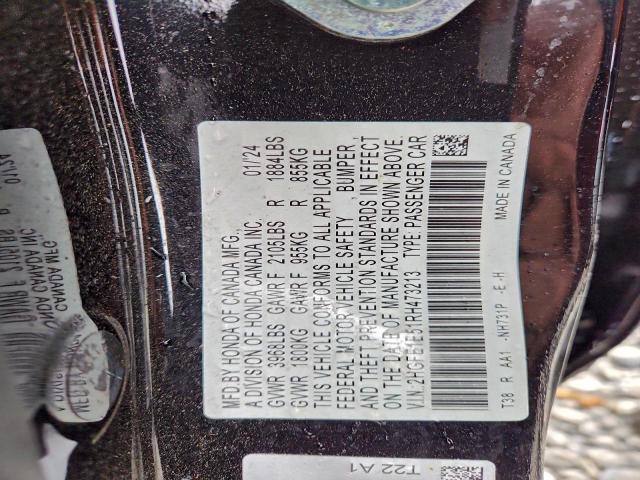 MFD.BY HONDA OF CANADA MFG., 01/24
A DIVISION OF HONDA CANADA INC.
GVWR 3968LBS GAWR F 2105LBS R 1884LBS
GVWR 1800KG GAWR F 955KG R 855KG
THIS VEHICLE CONFORMS TO ALL APPLICABLE
FEDERAL MOTOR VEHICLE SAFETY , BUMPER ,
AND THEFT PREVENTION STANDARDS IN EFFECT
ON THE DATE OF MANUFACTURE SHOWN ABOVE.
V.I.N: TYPE: PASSENGER CAR
T38 R AA1 -NH731P -E -H MADE IN CANADA
T22 A1